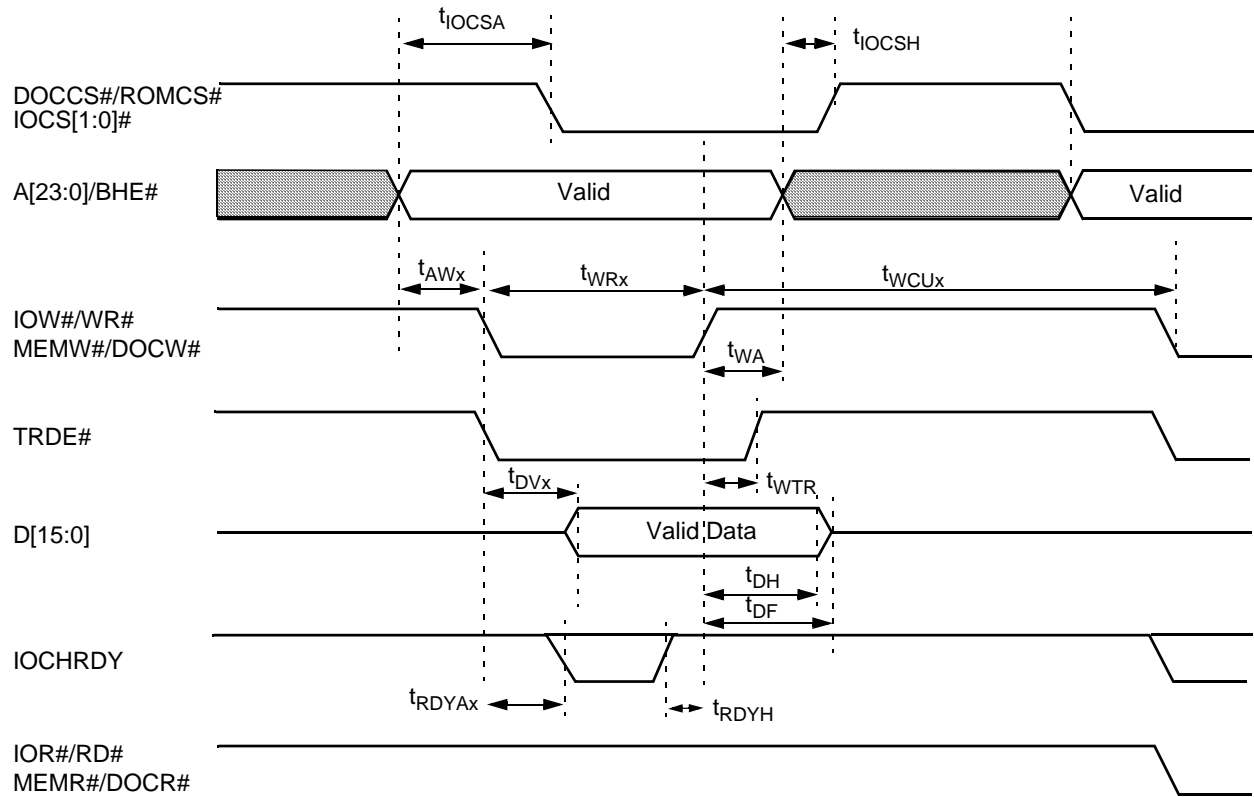 tIOCSA
tIOCSH
DOCCS#/ROMCS#
IOCS[1:0]#
A[23:0]/BHE#
Valid
Valid
tAWx
tWRx
tWCUx
IOW#/WR#
MEMW#/DOCW#
tWA
TRDE#
tDVx
tWTR
D[15:0]
Valid Data
tDH
tDF
IOCHRDY
tRDYAx
tRDYH
IOR#/RD#
MEMR#/DOCR#